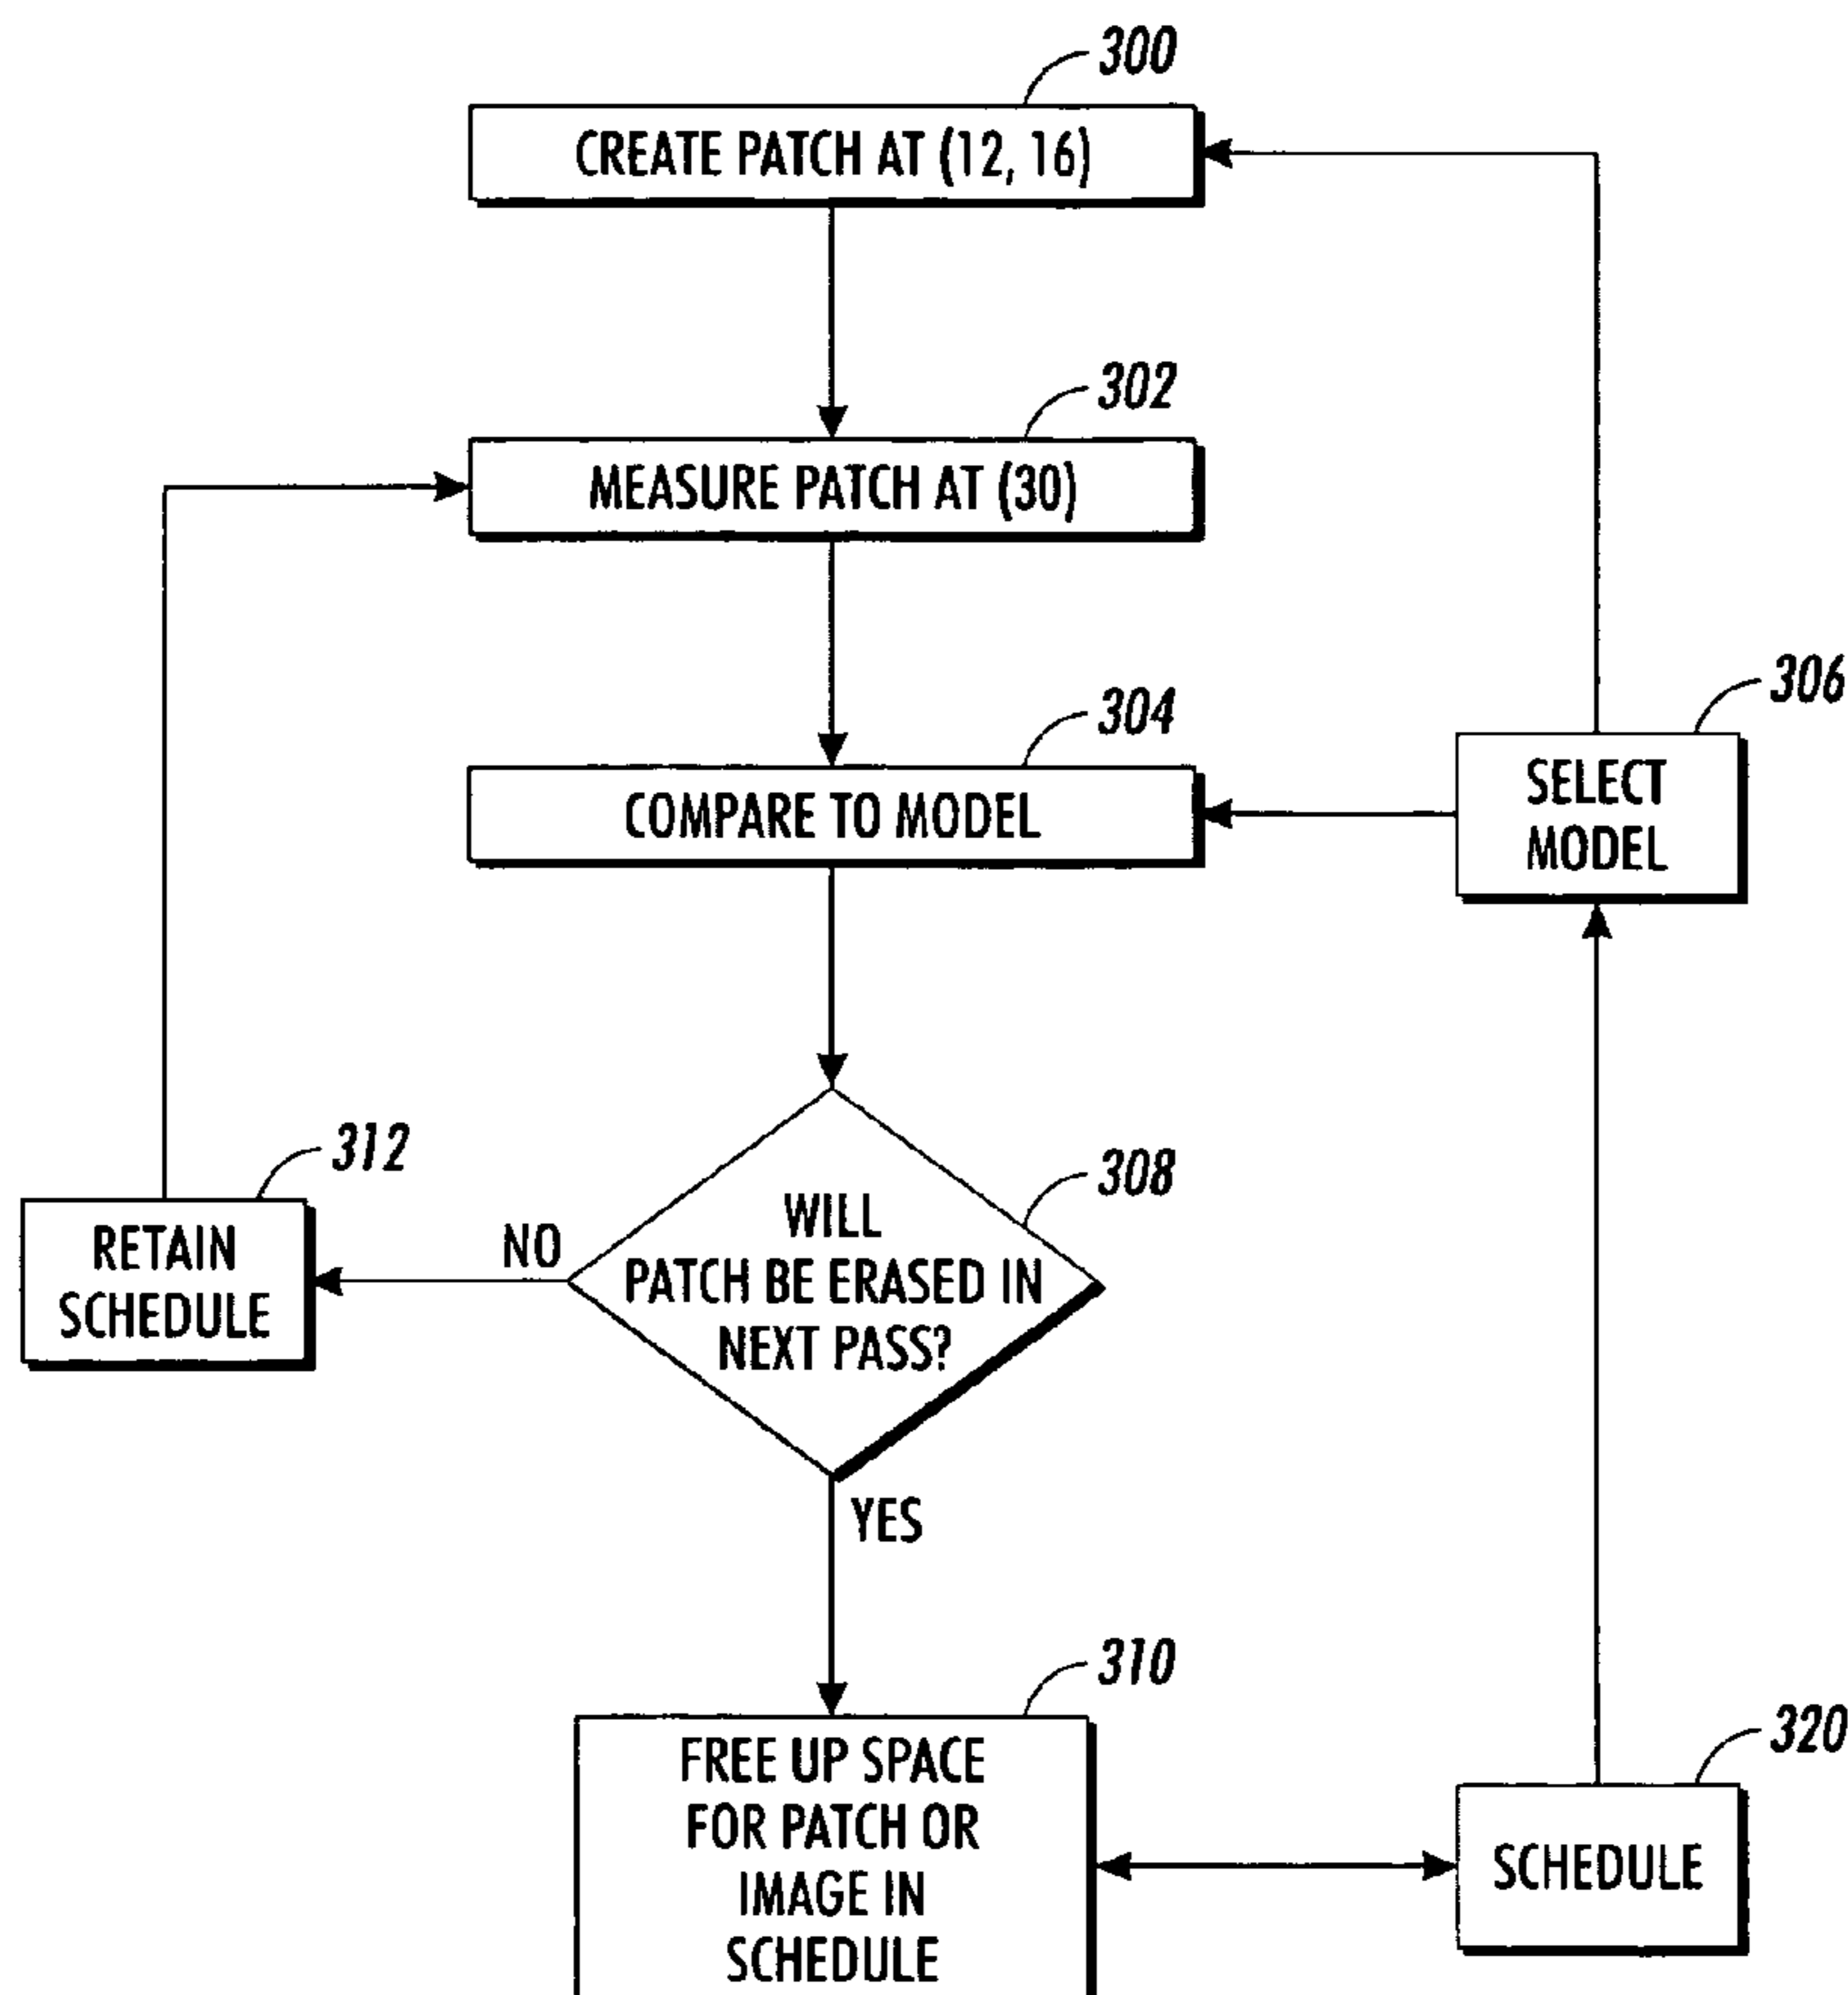 300
CREATE PATCH AT (12, 16)
302
MEASURE PATCH AT (30)
304
COMPARE TO MODEL
306
SELECT
MODEL
308
WILL
PATCH BE ERASED IN
NEXT PASS?
NO
312
RETAIN
SCHEDULE
YES
310
FREE UP SPACE
FOR PATCH OR
IMAGE IN
SCHEDULE
320
SCHEDULE